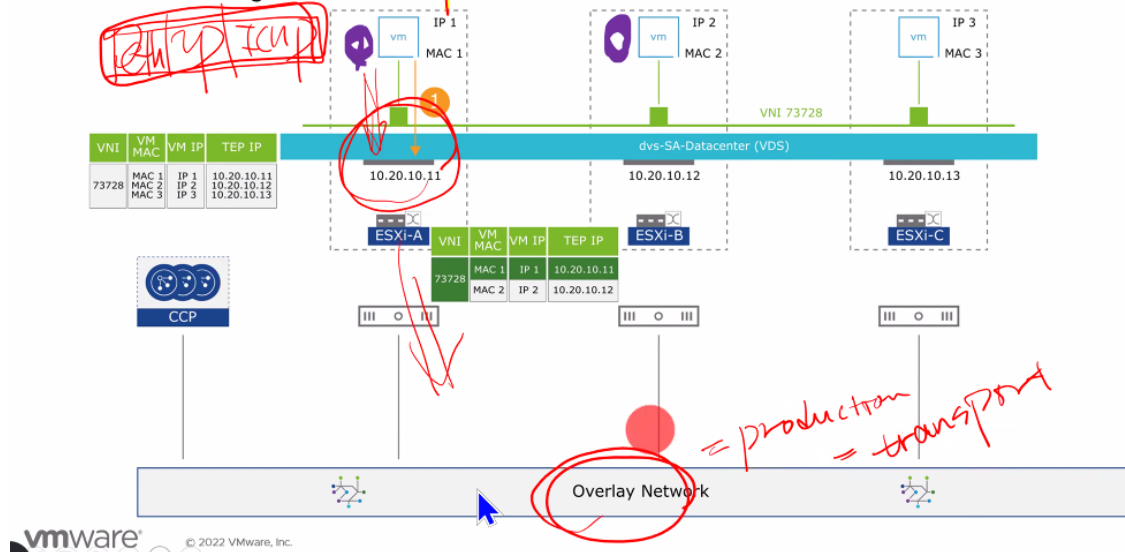 eth | Ip | ICMP
IP 1
IP 2
IP 3
vm
vm
vm
MAC 1
MAC 2
MAC 3
1
VNI 73728
dvs-SA-Datacenter (VDS)
VNI VM MAC VM IP TEP IP
73728 MAC 1 IP 1 10.20.10.11
MAC 2 IP 2 10.20.10.12
MAC 3 IP 3 10.20.10.13
10.20.10.11
10.20.10.12
10.20.10.13
ESXi-A
ESXi-B
ESXi-C
VNI VM MAC VM IP TEP IP
73728 MAC 1 IP 1 10.20.10.11
MAC 2 IP 2 10.20.10.12
CCP
= production
= transport
Overlay Network
vmware®
© 2022 VMware, Inc.